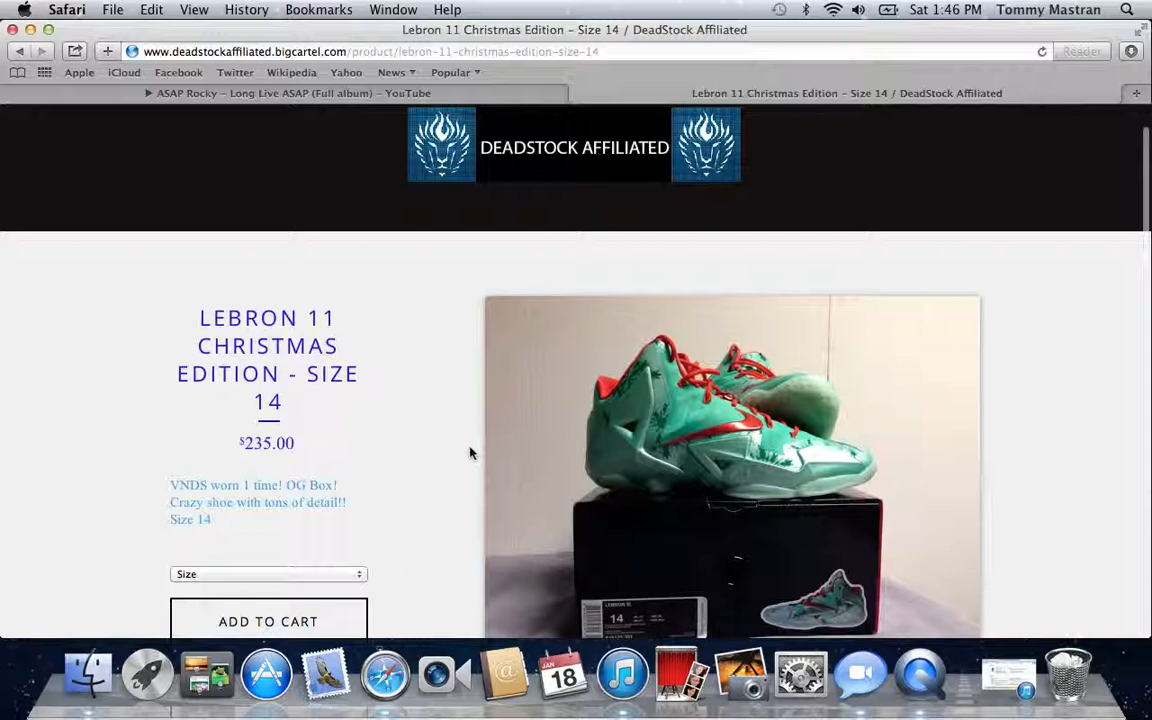 Safari File Edit View History Bookmarks Window Help Sat 1:46 PM Tommy Mastran
Lebron 11 Christmas Edition - Size 14 / DeadStock Affiliated
www.deadstockaffiliated.bigcartel.com/product/lebron-11-christmas-edition-size-14 Reader
Apple iCloud Facebook Twitter Wikipedia Yahoo News Popular
ASAP Rocky - Long Live ASAP (Full album) - YouTube Lebron 11 Christmas Edition - Size 14 / DeadStock Affiliated
DEADSTOCK AFFILIATED
LEBRON 11
CHRISTMAS
EDITION - SIZE
14
$235.00
VNDS worn 1 time! OG Box!
Crazy shoe with tons of detail!!
Size 14
Size
ADD TO CART
LEBRON XI
14
JAN
18